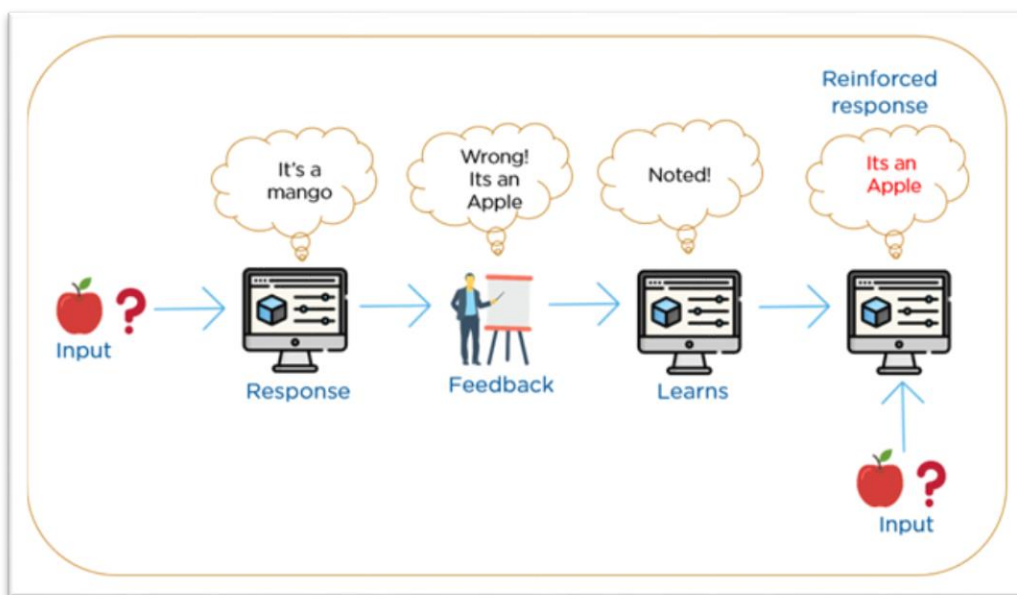 Reinforced
response
It's a
mango
Wrong!
Its an
Apple
Noted!
Its an
Apple
?
Input
Response
Feedback
Learns
?
Input